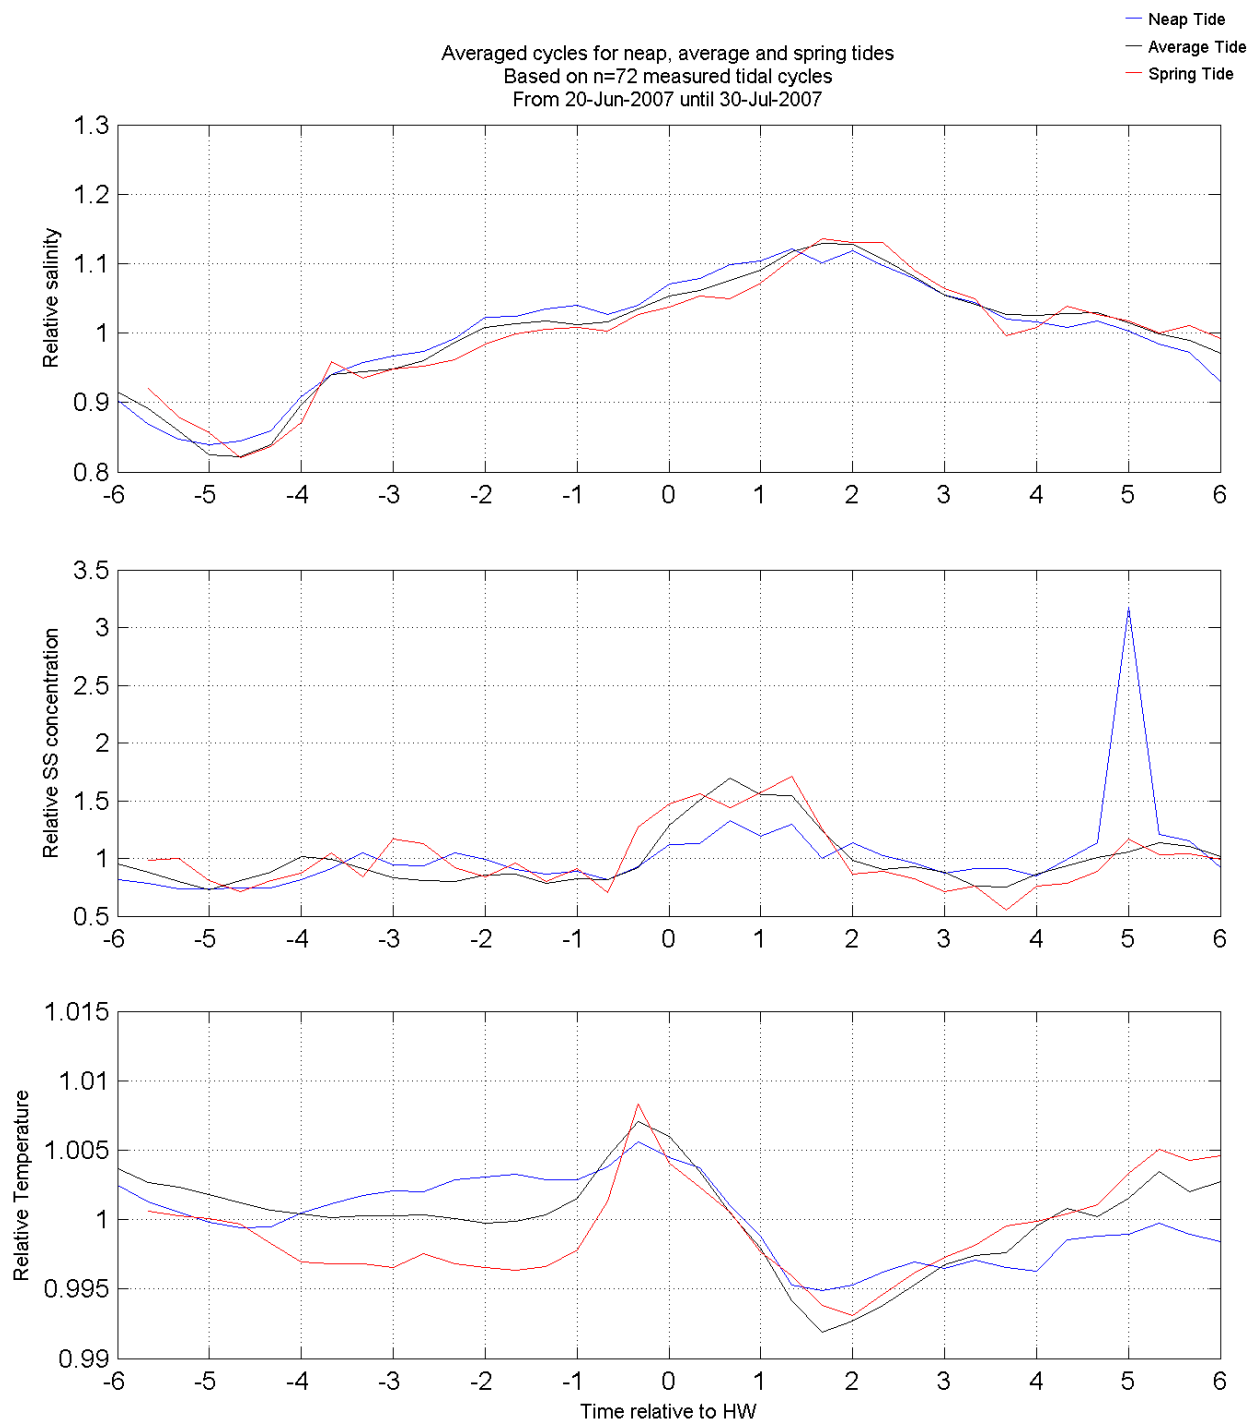 Neap Tide
Average Tide
Spring Tide
Averaged cycles for neap, average and spring tides
Based on n=72 measured tidal cycles
From 20-Jun-2007 until 30-Jul-2007
Relative salinity
1.3
1.2
1.1
1
0.9
0.8
-6 -5 -4 -3 -2 -1 0 1 2 3 4 5 6
Relative SS concentration
3.5
3
2.5
2
1.5
1
0.5
-6 -5 -4 -3 -2 -1 0 1 2 3 4 5 6
Relative Temperature
1.015
1.01
1.005
1
0.995
0.99
-6 -5 -4 -3 -2 -1 0 1 2 3 4 5 6
Time relative to HW